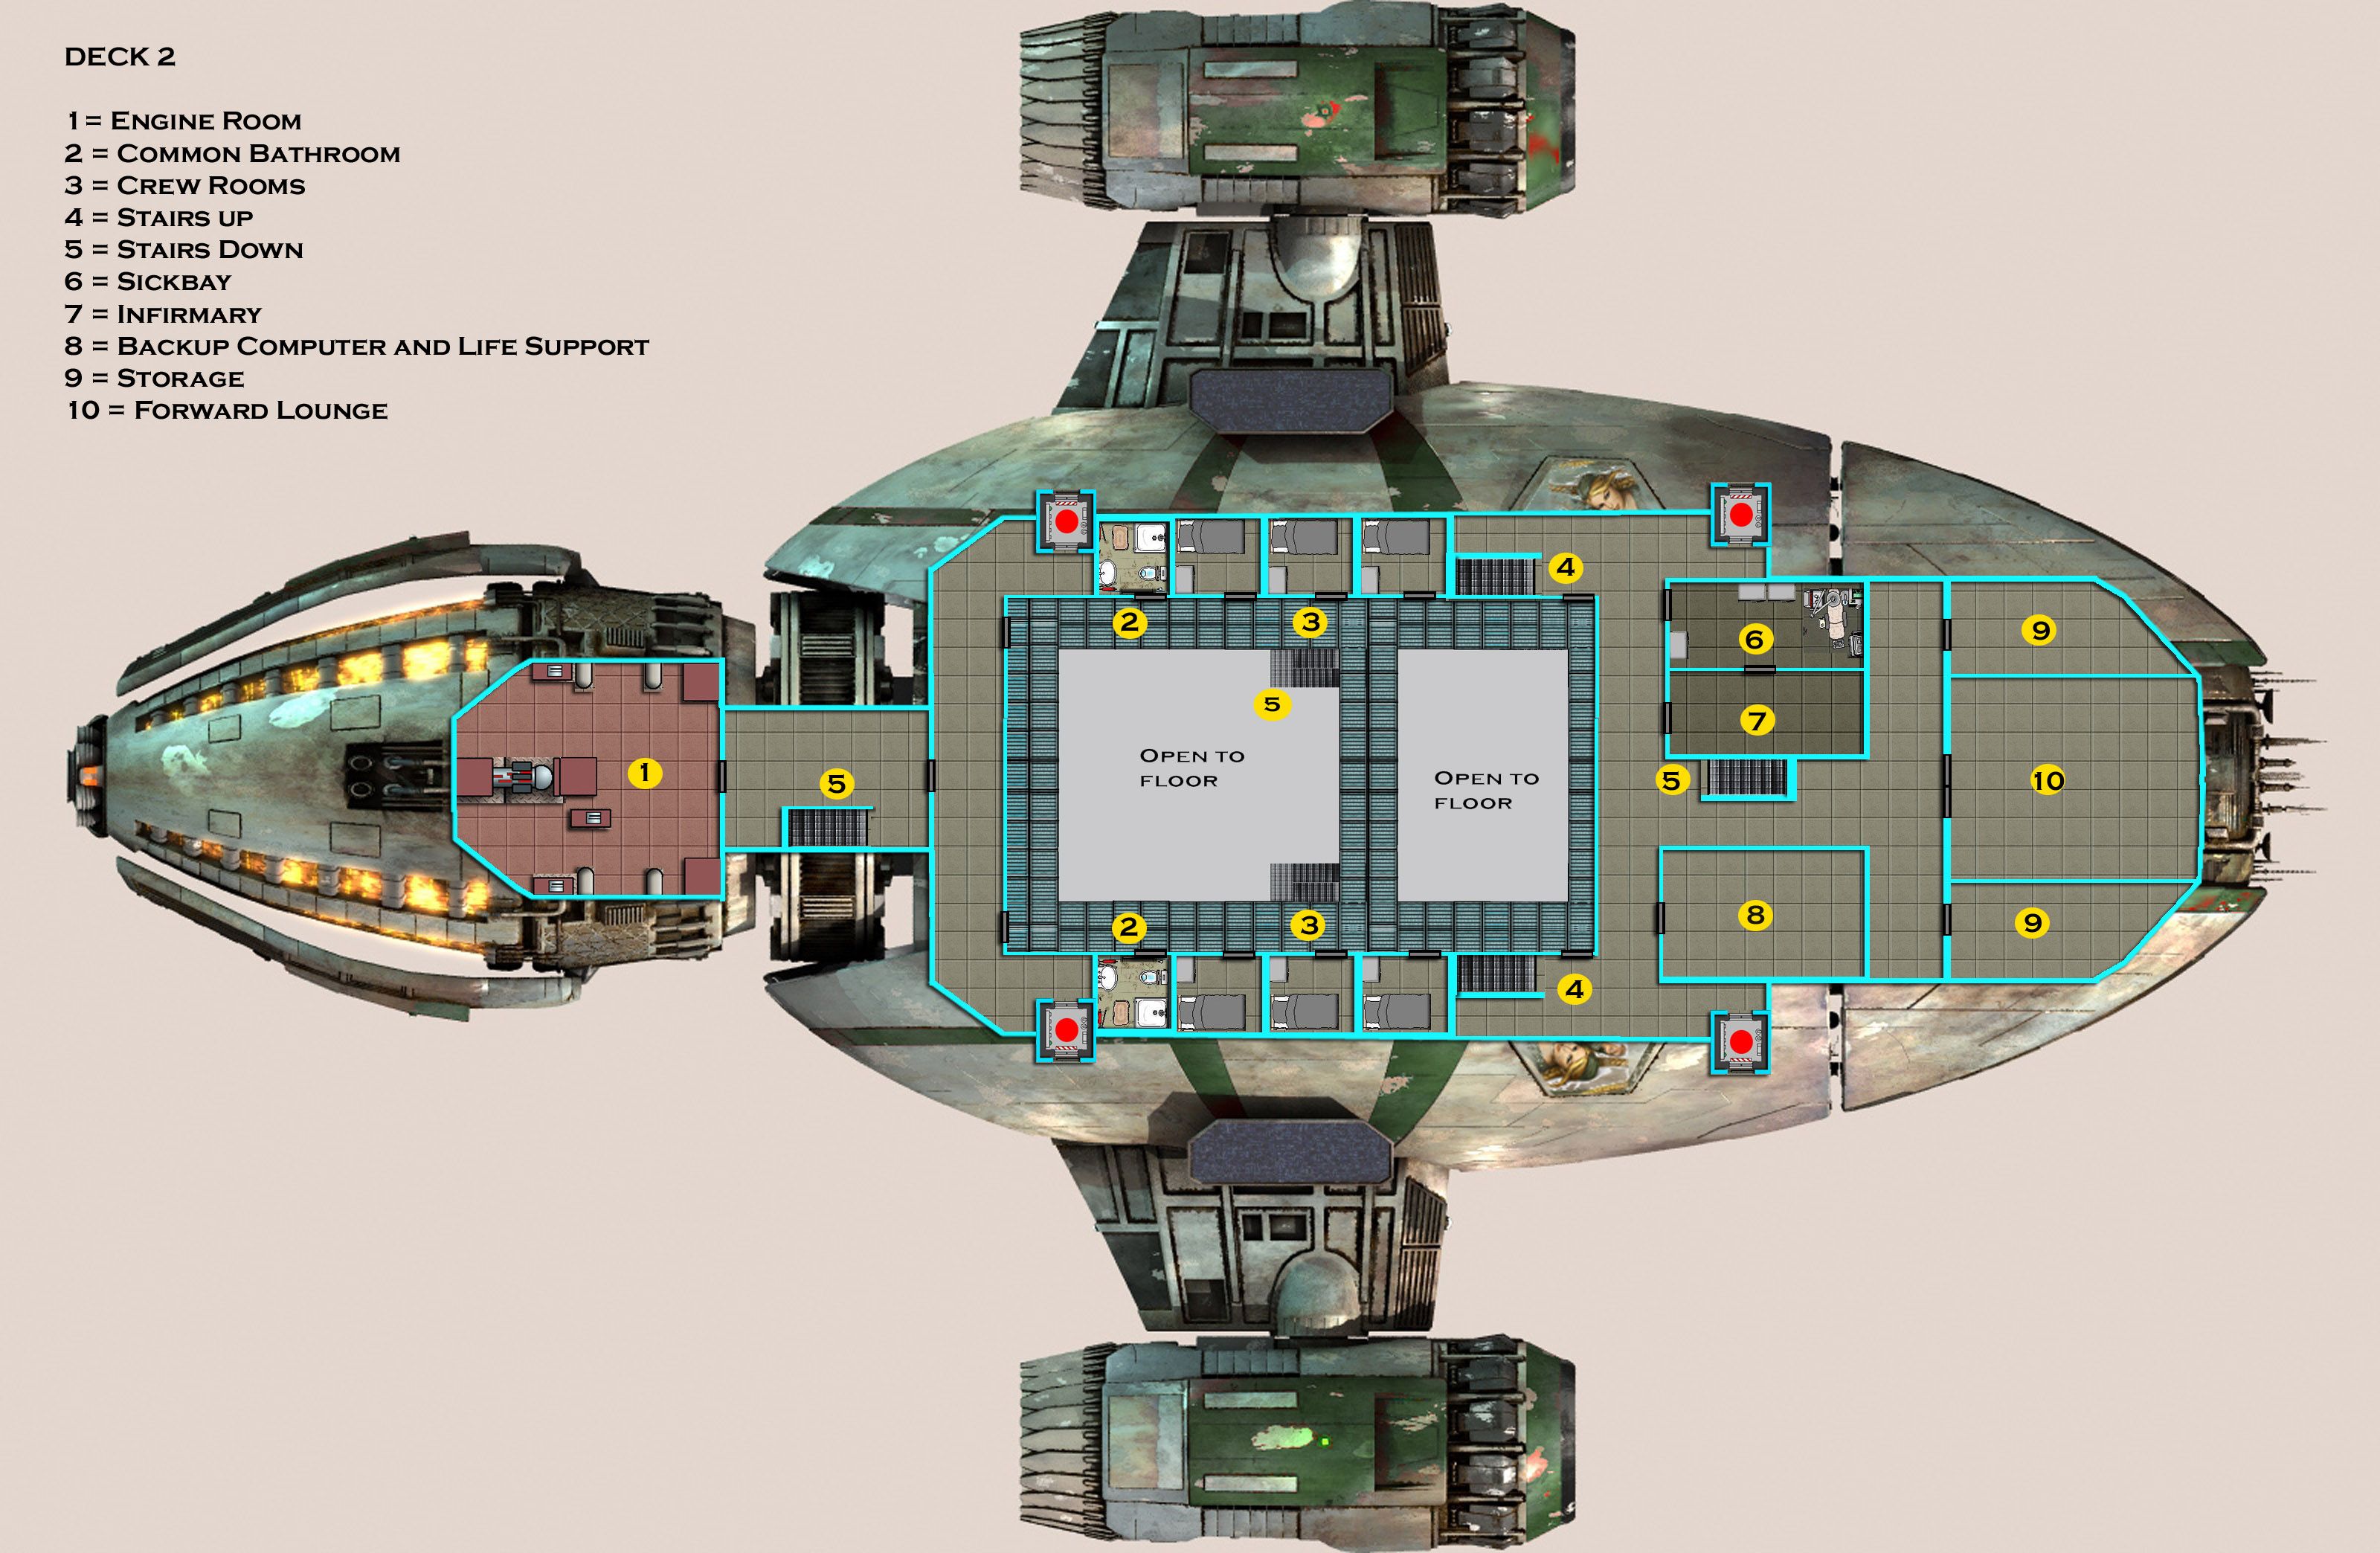 DECK 2
1= ENGINE ROOM
2 = COMMON BATHROOM
3 = CREW ROOMS
4 = STAIRS UP
5 = STAIRS DOWN
6 = SICKBAY
7 = INFIRMARY
8 = BACKUP COMPUTER AND LIFE SUPPORT
9 = STORAGE
10 = FORWARD LOUNGE
4
2
3
6
9
5
OPEN TO
FLOOR
7
1
5
OPEN TO
FLOOR
5
10
2
3
8
9
4